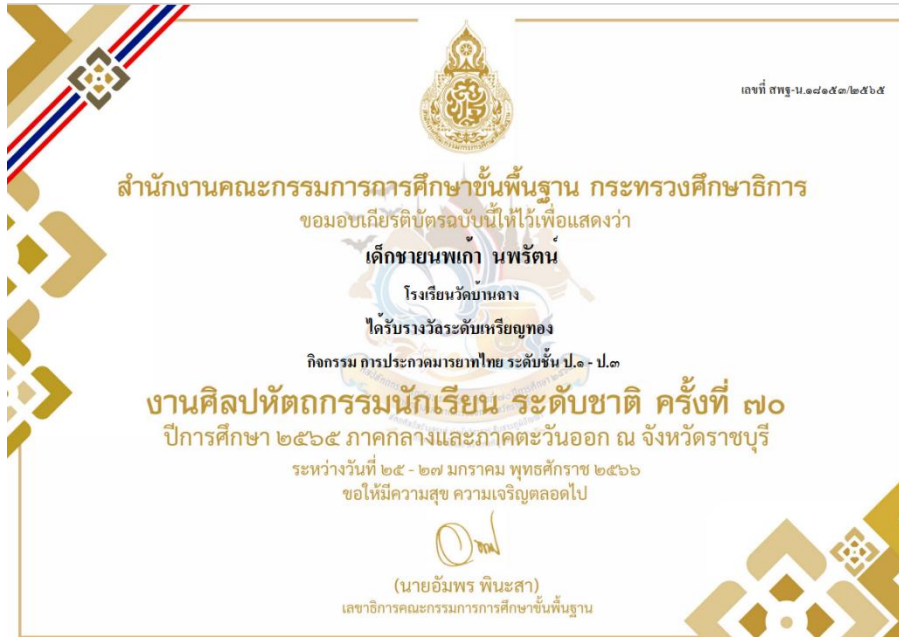 เลขที่ สพฐ-น.๑๘๑๕๓/๒๕๖๕
สำนักงานคณะกรรมการการศึกษาขั้นพื้นฐาน กระทรวงศึกษาธิการ
ขอมอบเกียรติบัตรฉบับนี้ให้ไว้เพื่อแสดงว่า
เด็กชายนพเก้า นพรัตน์
โรงเรียนวัดบ้านฉาง
ได้รับรางวัลระดับเหรียญทอง
กิจกรรม การประกวดมารยาทไทย ระดับชั้น ป.๑ - ป.๓
งานศิลปหัตถกรรมนักเรียน ระดับชาติ ครั้งที่ ๗๐
ปีการศึกษา ๒๕๖๕ ภาคกลางและภาคตะวันออก ณ จังหวัดราชบุรี
ระหว่างวันที่ ๒๕ - ๒๗ มกราคม พุทธศักราช ๒๕๖๖
ขอให้มีความสุข ความเจริญตลอดไป
(นายอัมพร พินะสา)
เลขาธิการคณะกรรมการการศึกษาขั้นพื้นฐาน